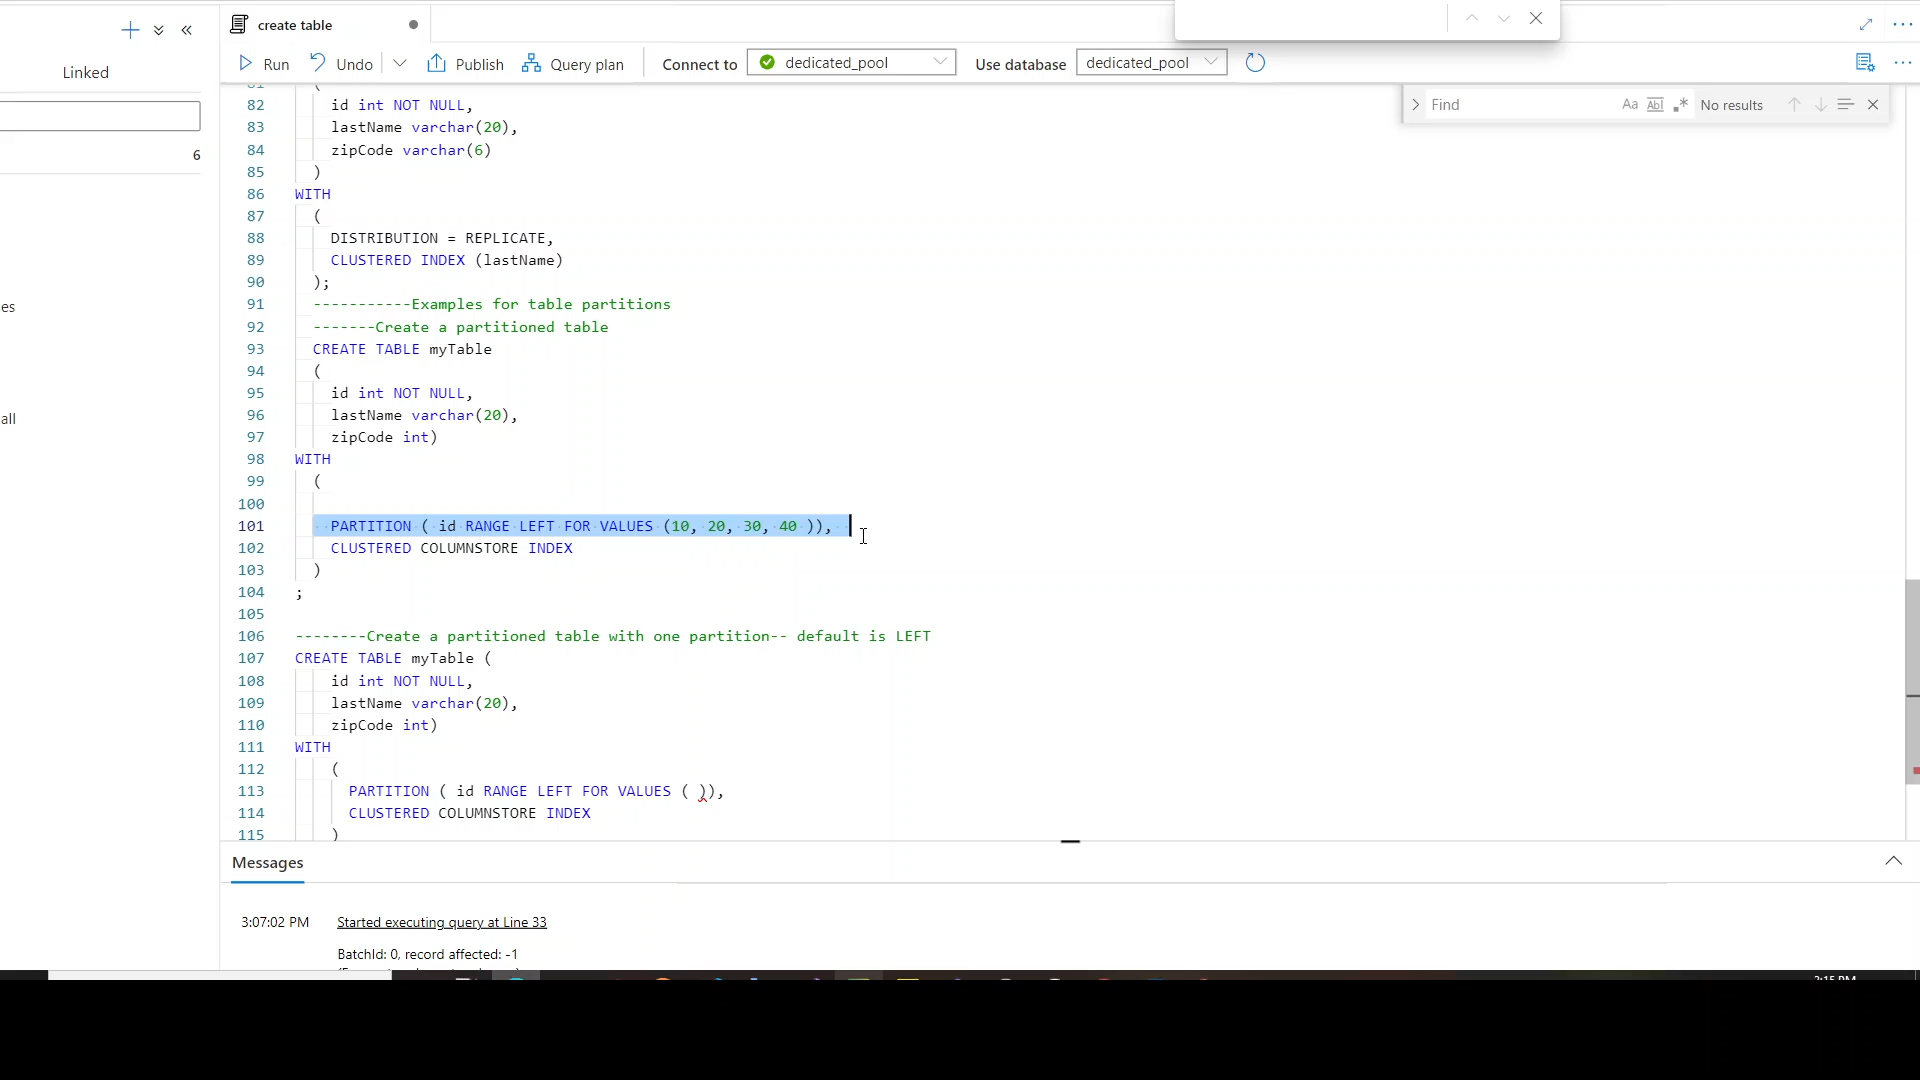 create table
Linked
Run Undo Publish Query plan Connect to dedicated_pool Use database dedicated_pool
Find Aa Abl .* No results
6
es
all
82 id int NOT NULL,
83 lastName varchar(20),
84 zipCode varchar(6)
85 )
86 WITH
87 (
88 DISTRIBUTION = REPLICATE,
89 CLUSTERED INDEX (lastName)
90 );
91 -----------Examples for table partitions
92 -------Create a partitioned table
93 CREATE TABLE myTable
94 (
95 id int NOT NULL,
96 lastName varchar(20),
97 zipCode int)
98 WITH
99 (
100
101 PARTITION ( id RANGE LEFT FOR VALUES (10, 20, 30, 40 )),
102 CLUSTERED COLUMNSTORE INDEX
103 )
104 ;
105
106 --------Create a partitioned table with one partition-- default is LEFT
107 CREATE TABLE myTable (
108 id int NOT NULL,
109 lastName varchar(20),
110 zipCode int)
111 WITH
112 (
113 PARTITION ( id RANGE LEFT FOR VALUES ( )),
114 CLUSTERED COLUMNSTORE INDEX
115 )
Messages
3:07:02 PM Started executing query at Line 33
BatchId: 0, record affected: -1